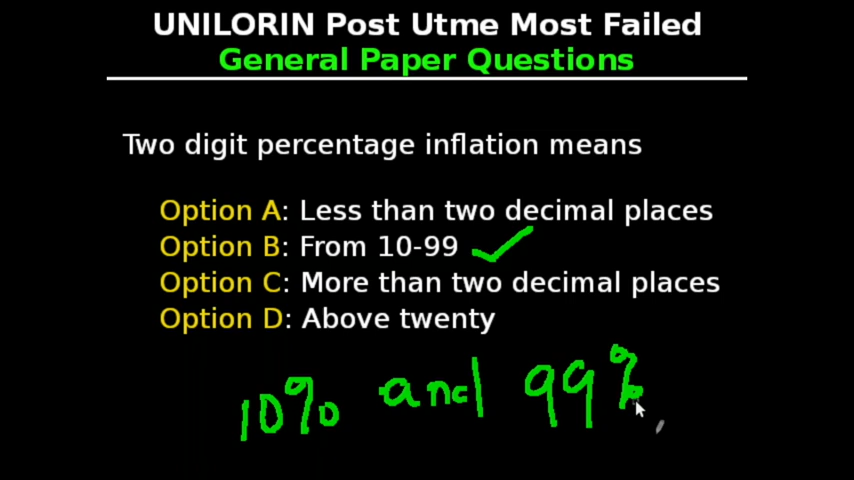 UNILORIN Post Utme Most Failed
General Paper Questions
Two digit percentage inflation means
Option A: Less than two decimal places
Option B: From 10-99
Option C: More than two decimal places
Option D: Above twenty
10% and 99%